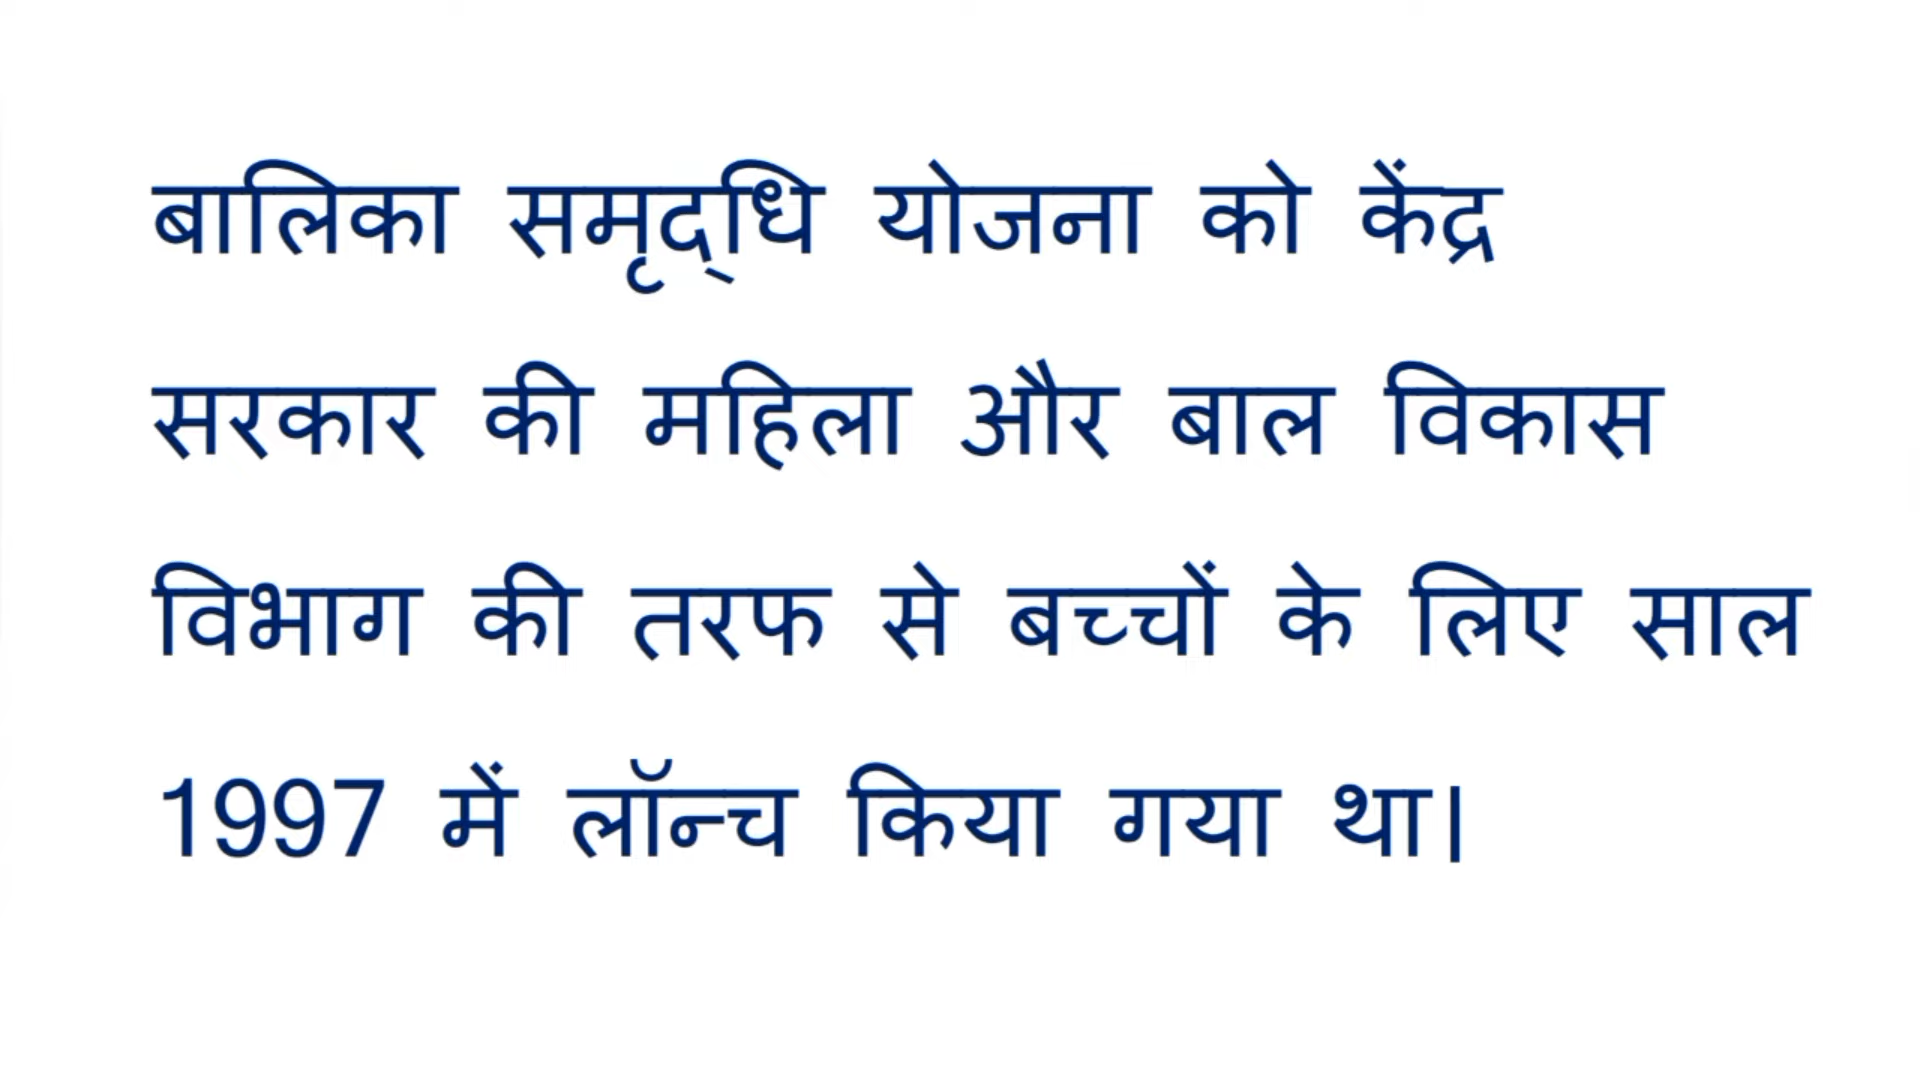 बालिका समृद्‌धि योजना को केंद्र
सरकार की महिला और बाल विकास
विभाग की तरफ से बच्चों के लिए साल
1997 में लॉन्च किया गया था।